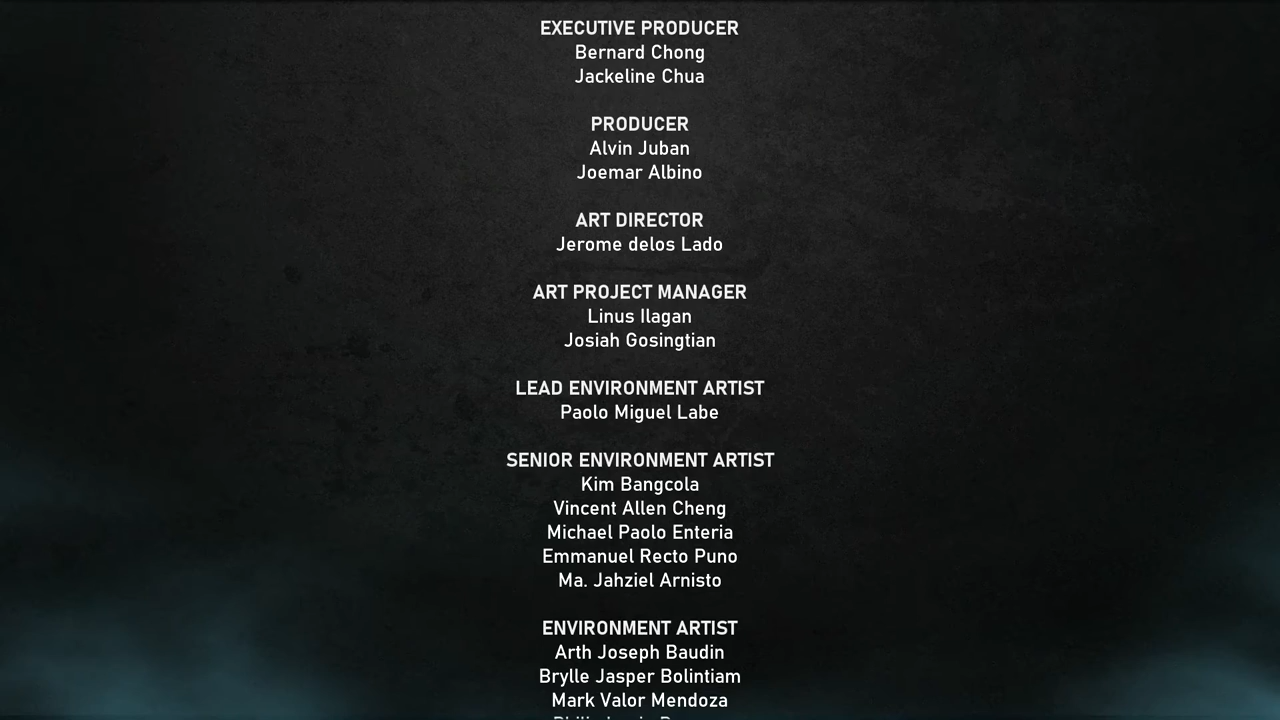 EXECUTIVE PRODUCER
Bernard Chong
Jackeline Chua
PRODUCER
Alvin Juban
Joemar Albino
ART DIRECTOR
Jerome delos Lado
ART PROJECT MANAGER
Linus Ilagan
Josiah Gosingtian
LEAD ENVIRONMENT ARTIST
Paolo Miguel Labe
SENIOR ENVIRONMENT ARTIST
Kim Bangcola
Vincent Allen Cheng
Michael Paolo Enteria
Emmanuel Recto Puno
Ma. Jahziel Arnisto
ENVIRONMENT ARTIST
Arth Joseph Baudin
Brylle Jasper Bolintiam
Mark Valor Mendoza